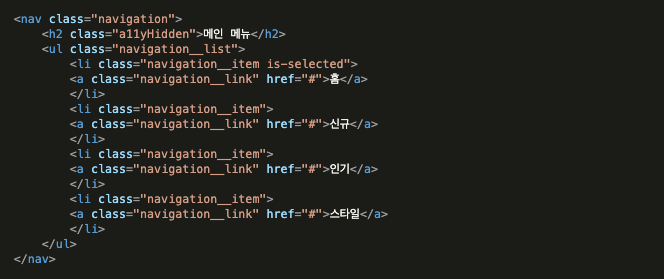 <nav class="navigation">
    <h2 class="a11yHidden">메인 메뉴</h2>
    <ul class="navigation__list">
        <li class="navigation__item is-selected">
        <a class="navigation__link" href="#">홈</a>
        </li>
        <li class="navigation__item">
        <a class="navigation__link" href="#">신규</a>
        </li>
        <li class="navigation__item">
        <a class="navigation__link" href="#">인기</a>
        </li>
        <li class="navigation__item">
        <a class="navigation__link" href="#">스타일</a>
        </li>
    </ul>
</nav>